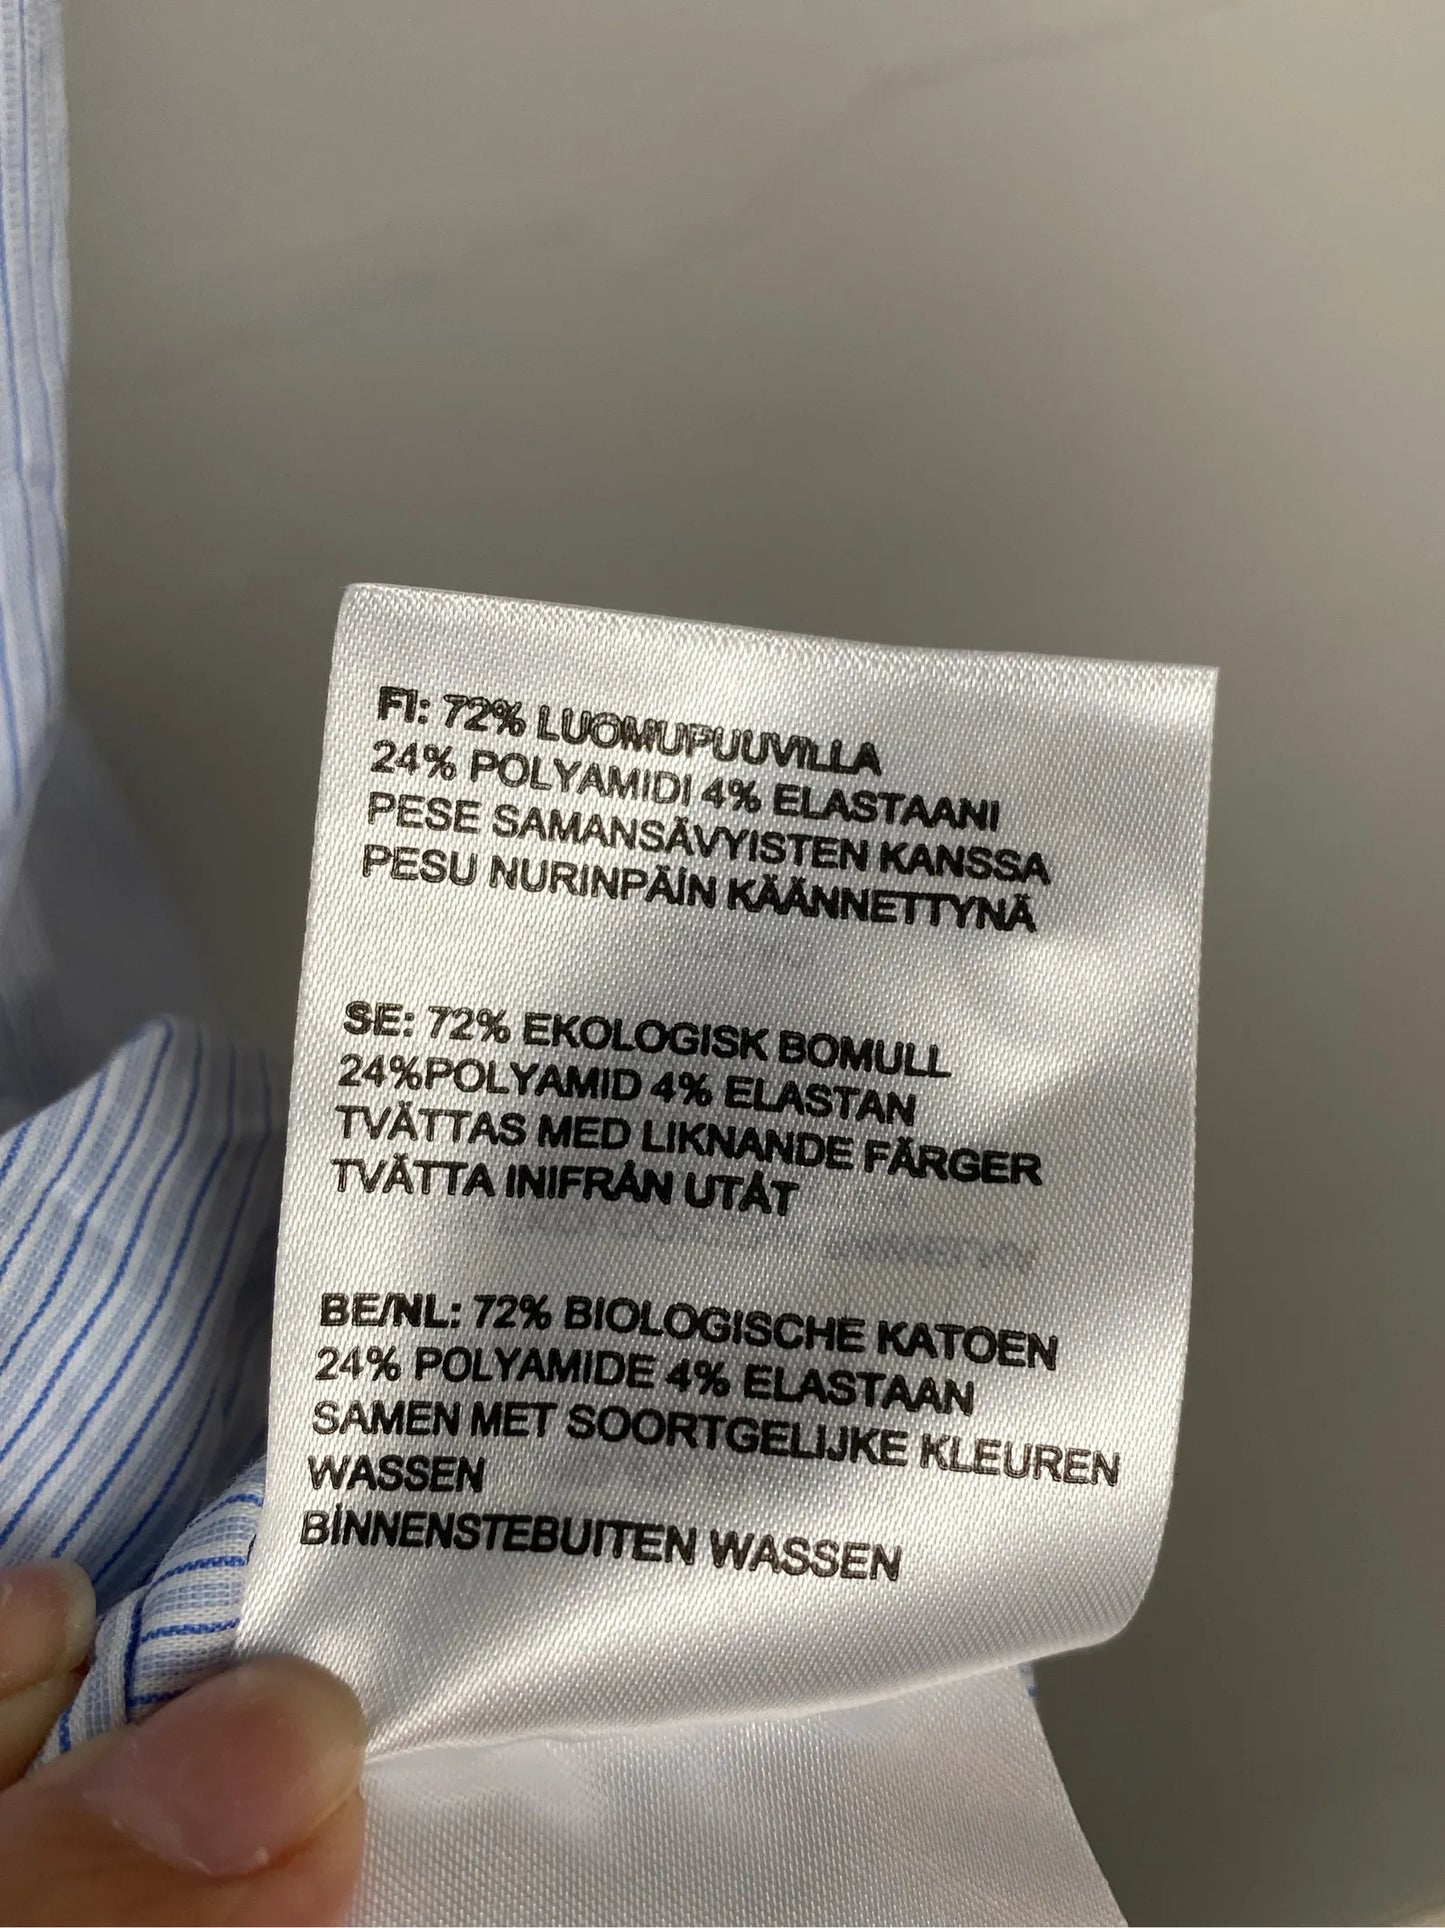 FI: 72% LUOMUPUUVILLA
24% POLYAMIDI 4% ELASTAANI
PESE SAMANSÄVYISTEN KANSSA
PESU NURINPÄIN KÄÄNNETTYNÄ
SE: 72% EKOLOGISK BOMULL
24%POLYAMID 4% ELASTAN
TVÄTTAS MED LIKNANDE FÄRGER
TVÄTTA INIFRÅN UTÅT
BE/NL: 72% BIOLOGISCHE KATOEN
24% POLYAMIDE 4% ELASTAAN
SAMEN MET SOORTGELIJKE KLEUREN
WASSEN
BİNNENSTEBUITEN WASSEN